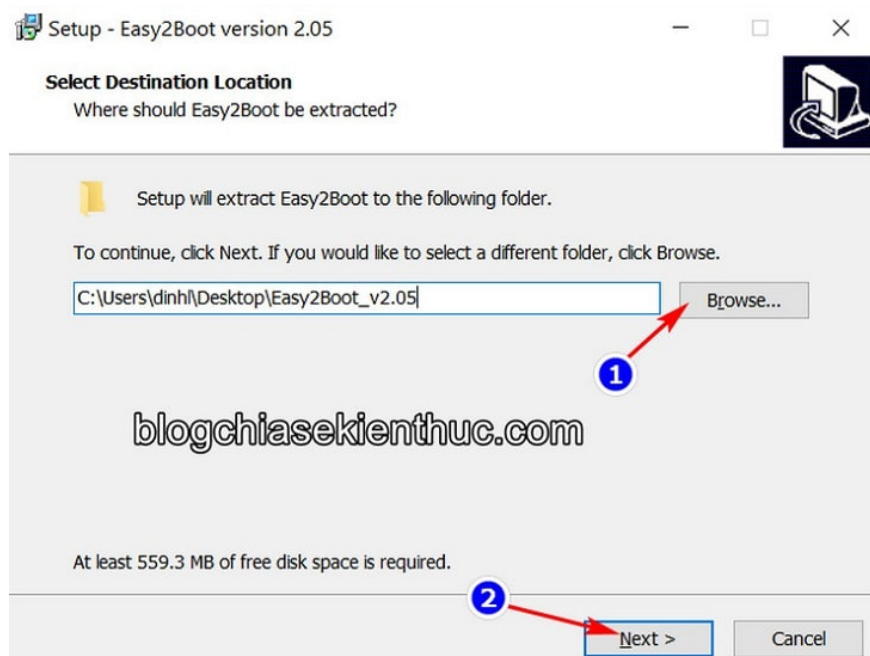 Setup - Easy2Boot version 2.05
Select Destination Location
Where should Easy2Boot be extracted?
Setup will extract Easy2Boot to the following folder.
To continue, click Next. If you would like to select a different folder, click Browse.
C:\Users\dinhl\Desktop\Easy2Boot_v2.05
Browse...
1
blogchiasekienthuc.com
At least 559.3 MB of free disk space is required.
2
Next >
Cancel